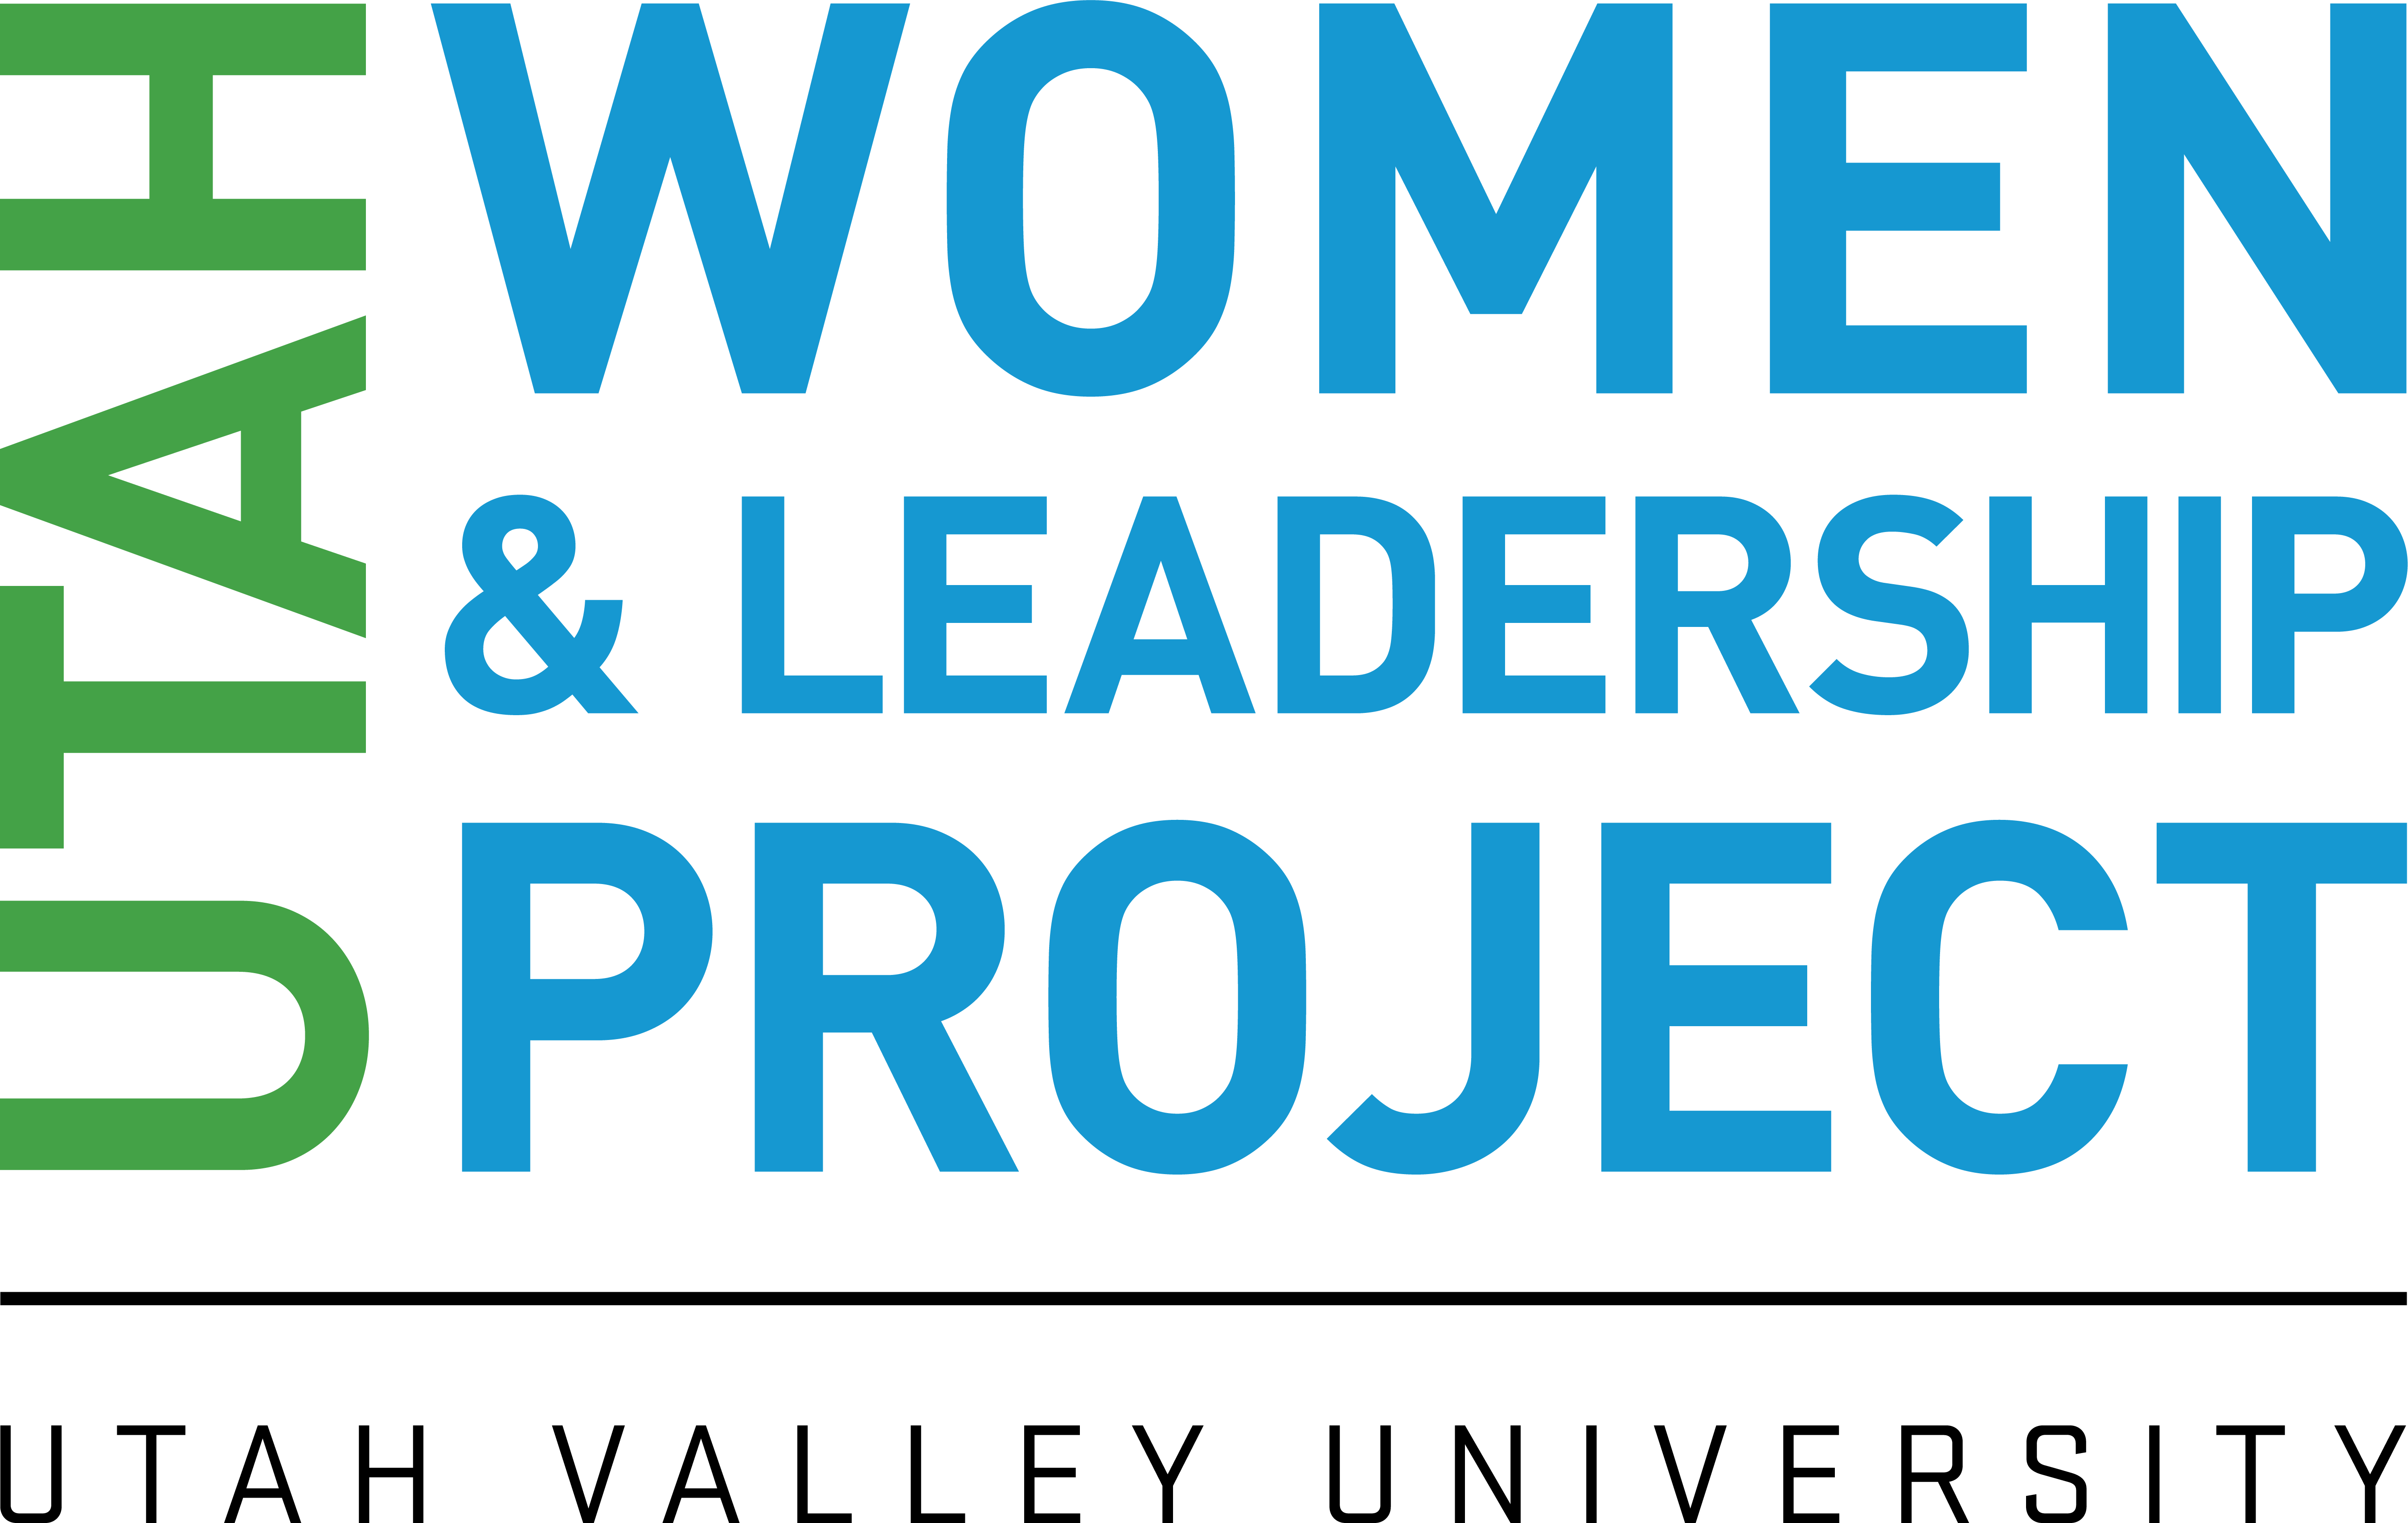 UTAH
WOMEN
& LEADERSHIP
PROJECT
UTAH VALLEY UNIVERSITY